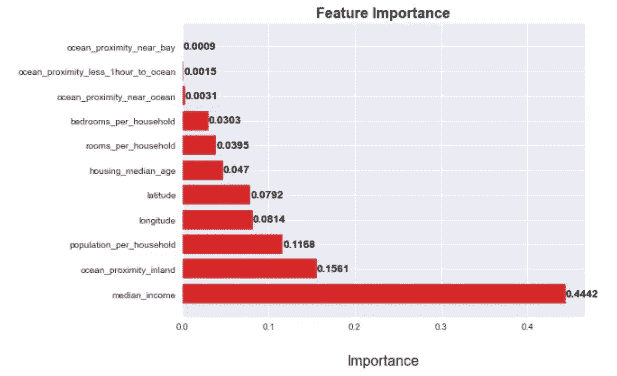 Feature Importance
ocean_proximity_near_bay 0.0009
ocean_proximity_less_1hour_to_ocean 0.0015
ocean_proximity_near_ocean 0.0031
bedrooms_per_household 0.0303
rooms_per_household 0.0395
housing_median_age 0.047
latitude 0.0792
longitude 0.0814
population_per_household 0.1168
ocean_proximity_inland 0.1561
median_income 0.4442
0.0 0.1 0.2 0.3 0.4
Importance